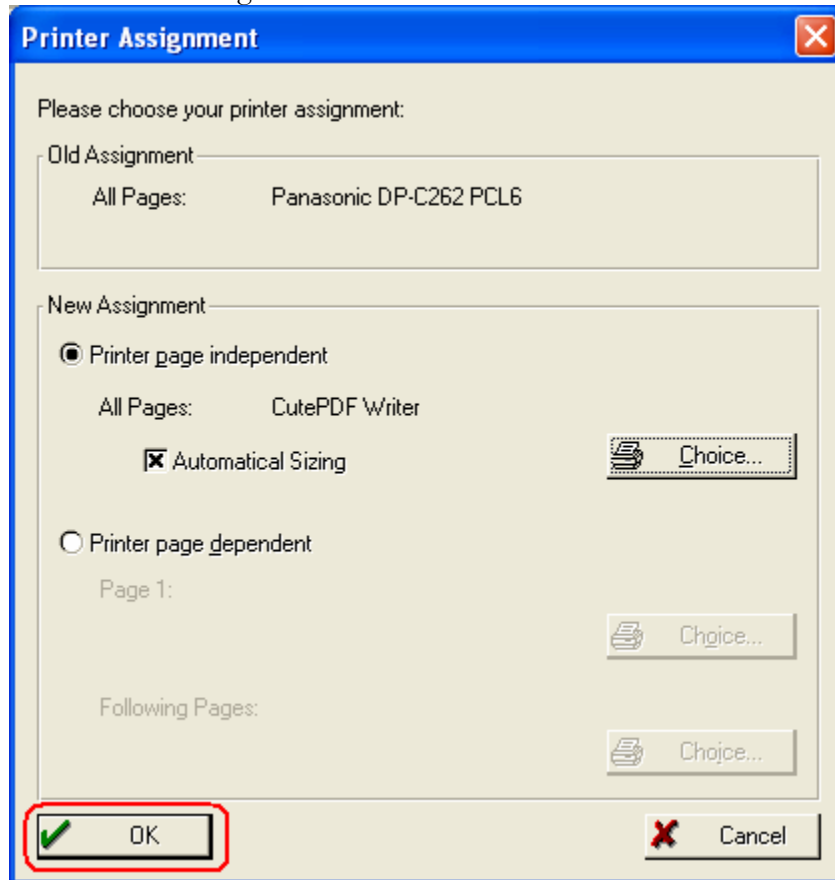 Printer Assignment
Please choose your printer assignment:
Old Assignment
All Pages: Panasonic DP-C262 PCL6
New Assignment
Printer page independent
All Pages: CutePDF Writer
Automatical Sizing
Choice...
Printer page dependent
Page 1:
Choice...
Following Pages:
Choice...
OK
Cancel